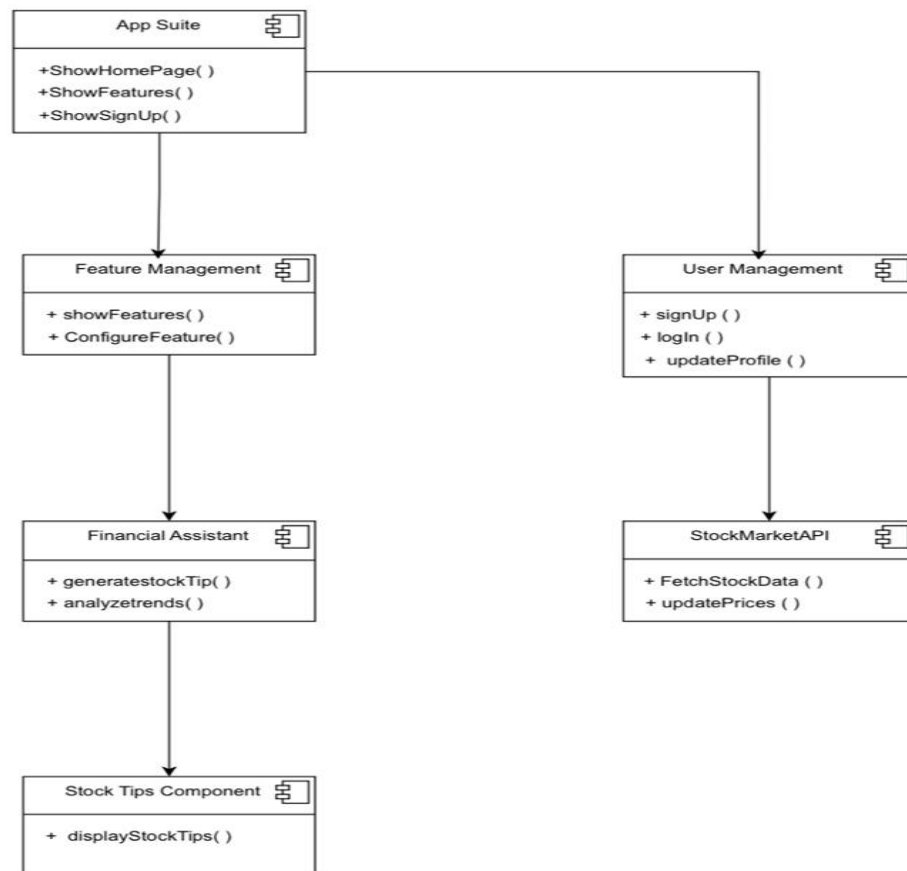 App Suite
+ShowHomePage( )
+ShowFeatures( )
+ShowSignUp( )
Feature Management
+ showFeatures( )
+ ConfigureFeature( )
User Management
+ signUp ( )
+ logIn ( )
+ updateProfile ( )
Financial Assistant
+ generatestockTip( )
+ analyzetrends( )
StockMarketAPI
+ FetchStockData ( )
+ updatePrices ( )
Stock Tips Component
+ displayStockTips( )